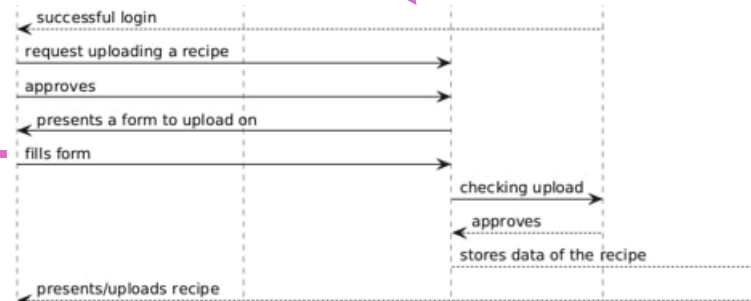 successful login
request uploading a recipe
approves
presents a form to upload on
fills form
checking upload
approves
stores data of the recipe
presents/uploads recipe